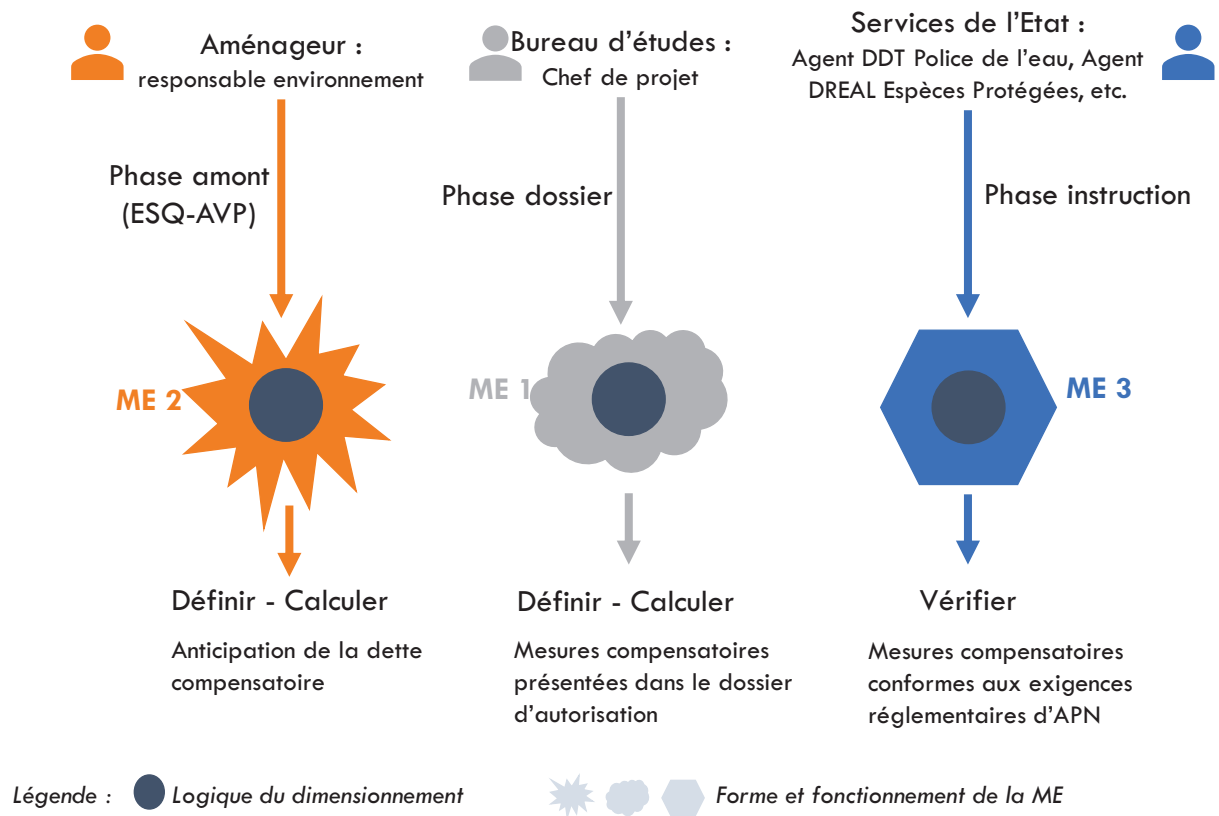 Aménageur :
responsable environnement
Phase amont
(ESQ-AVP)
ME 2
Définir - Calculer
Anticipation de la dette
compensatoire
Bureau d'études :
Chef de projet
Phase dossier
ME 1
Définir - Calculer
Mesures compensatoires
présentées dans le dossier
d'autorisation
Services de l'Etat :
Agent DDT Police de l'eau, Agent
DREAL Espèces Protégées, etc.
Phase instruction
ME 3
Vérifier
Mesures compensatoires
conformes aux exigences
réglementaires d'APN
Légende :
Logique du dimensionnement
Forme et fonctionnement de la ME